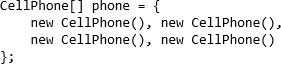 CellPhone[] phone = {
    new CellPhone(), new CellPhone(),
    new CellPhone(), new CellPhone()
};